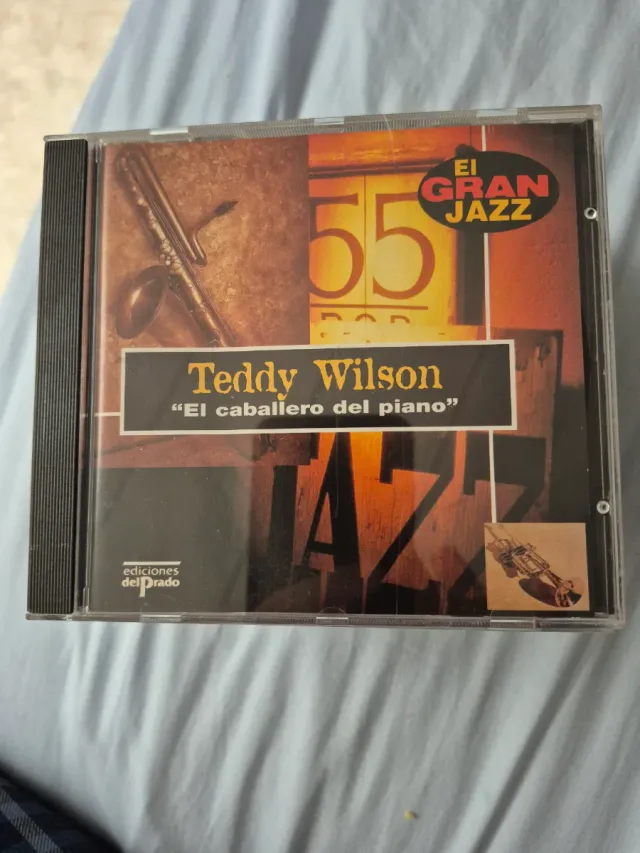 El
GRAN
JAZZ
55
Teddy Wilson
“El caballero del piano”
JAZZ
ediciones
delPrado